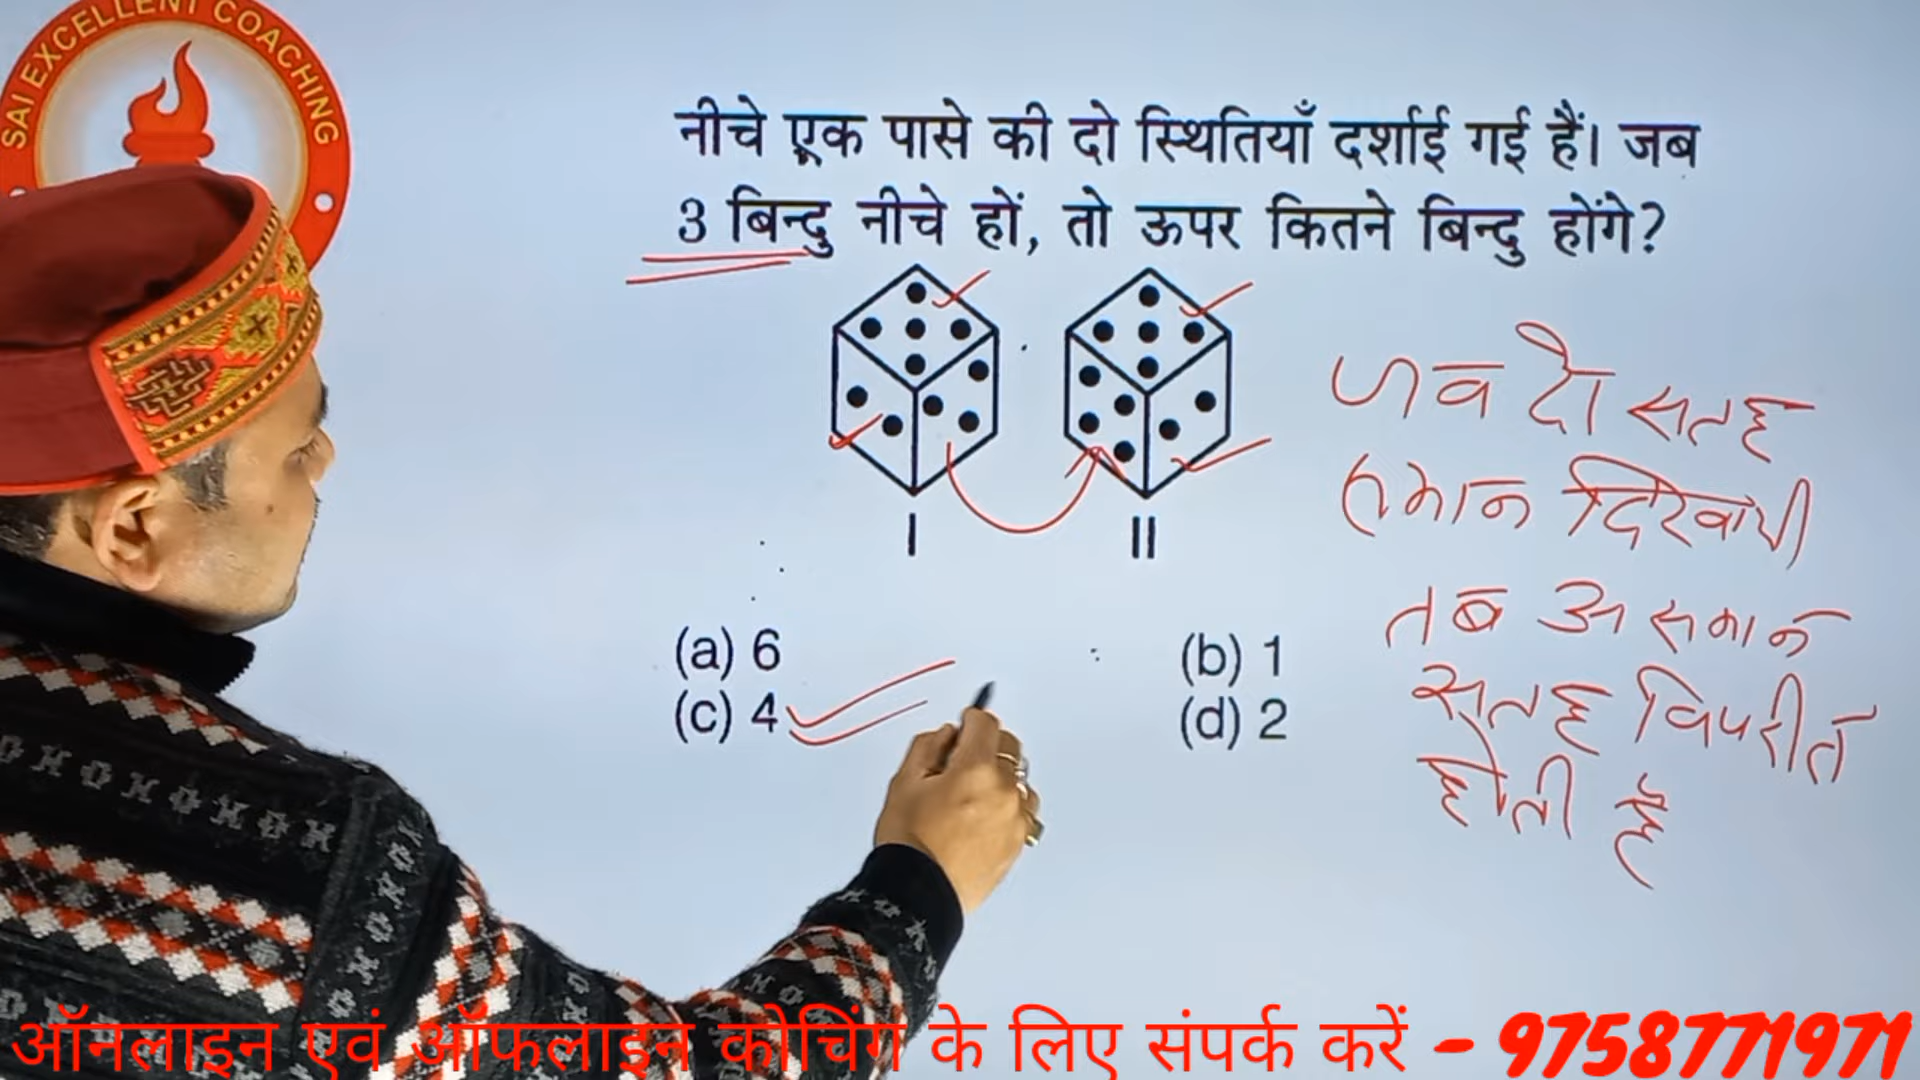 SAI EXCELLENT COACHING
नीचे एक पासे की दो स्थितियाँ दर्शाई गई हैं। जब
3 बिन्दु नीचे हों, तो ऊपर कितने बिन्दु होंगे?
I
II
(a) 6
(b) 1
(c) 4
(d) 2
जब दो सतह
समान दिखायी
तब असमान
सतह विपरीत
होती है
ऑनलाइन एवं ऑफलाइन कोचिंग के लिए संपर्क करें - 9758771971